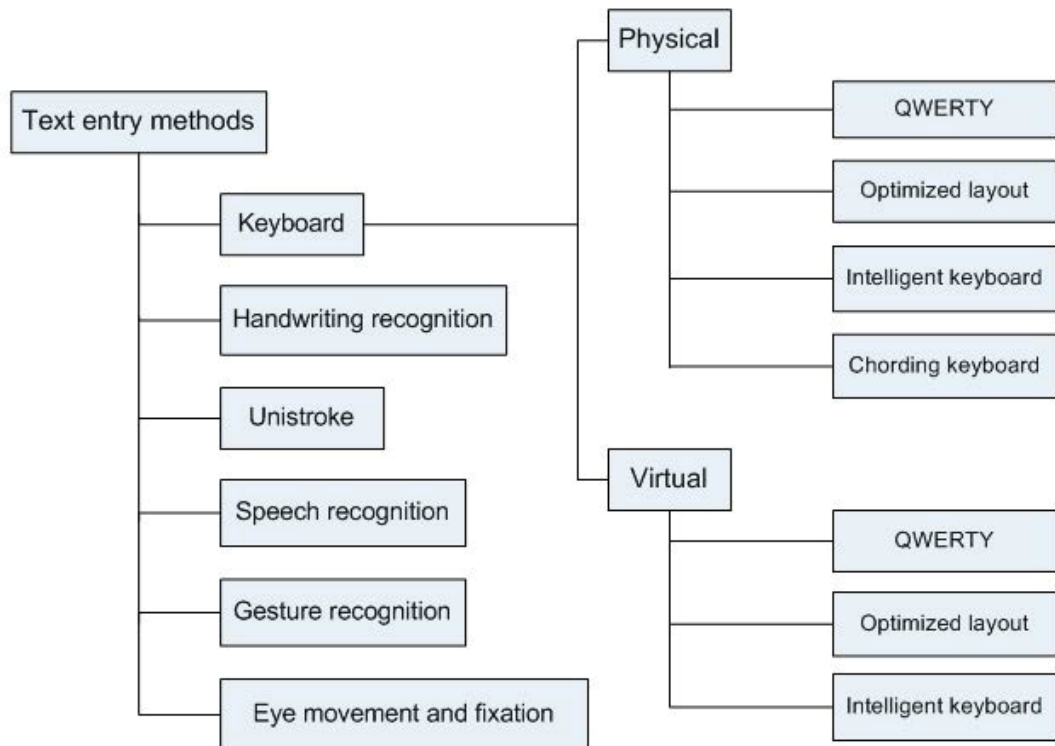 Text entry methods
Keyboard
Handwriting recognition
Unistroke
Speech recognition
Gesture recognition
Eye movement and fixation
Physical
QWERTY
Optimized layout
Intelligent keyboard
Chording keyboard
Virtual
QWERTY
Optimized layout
Intelligent keyboard